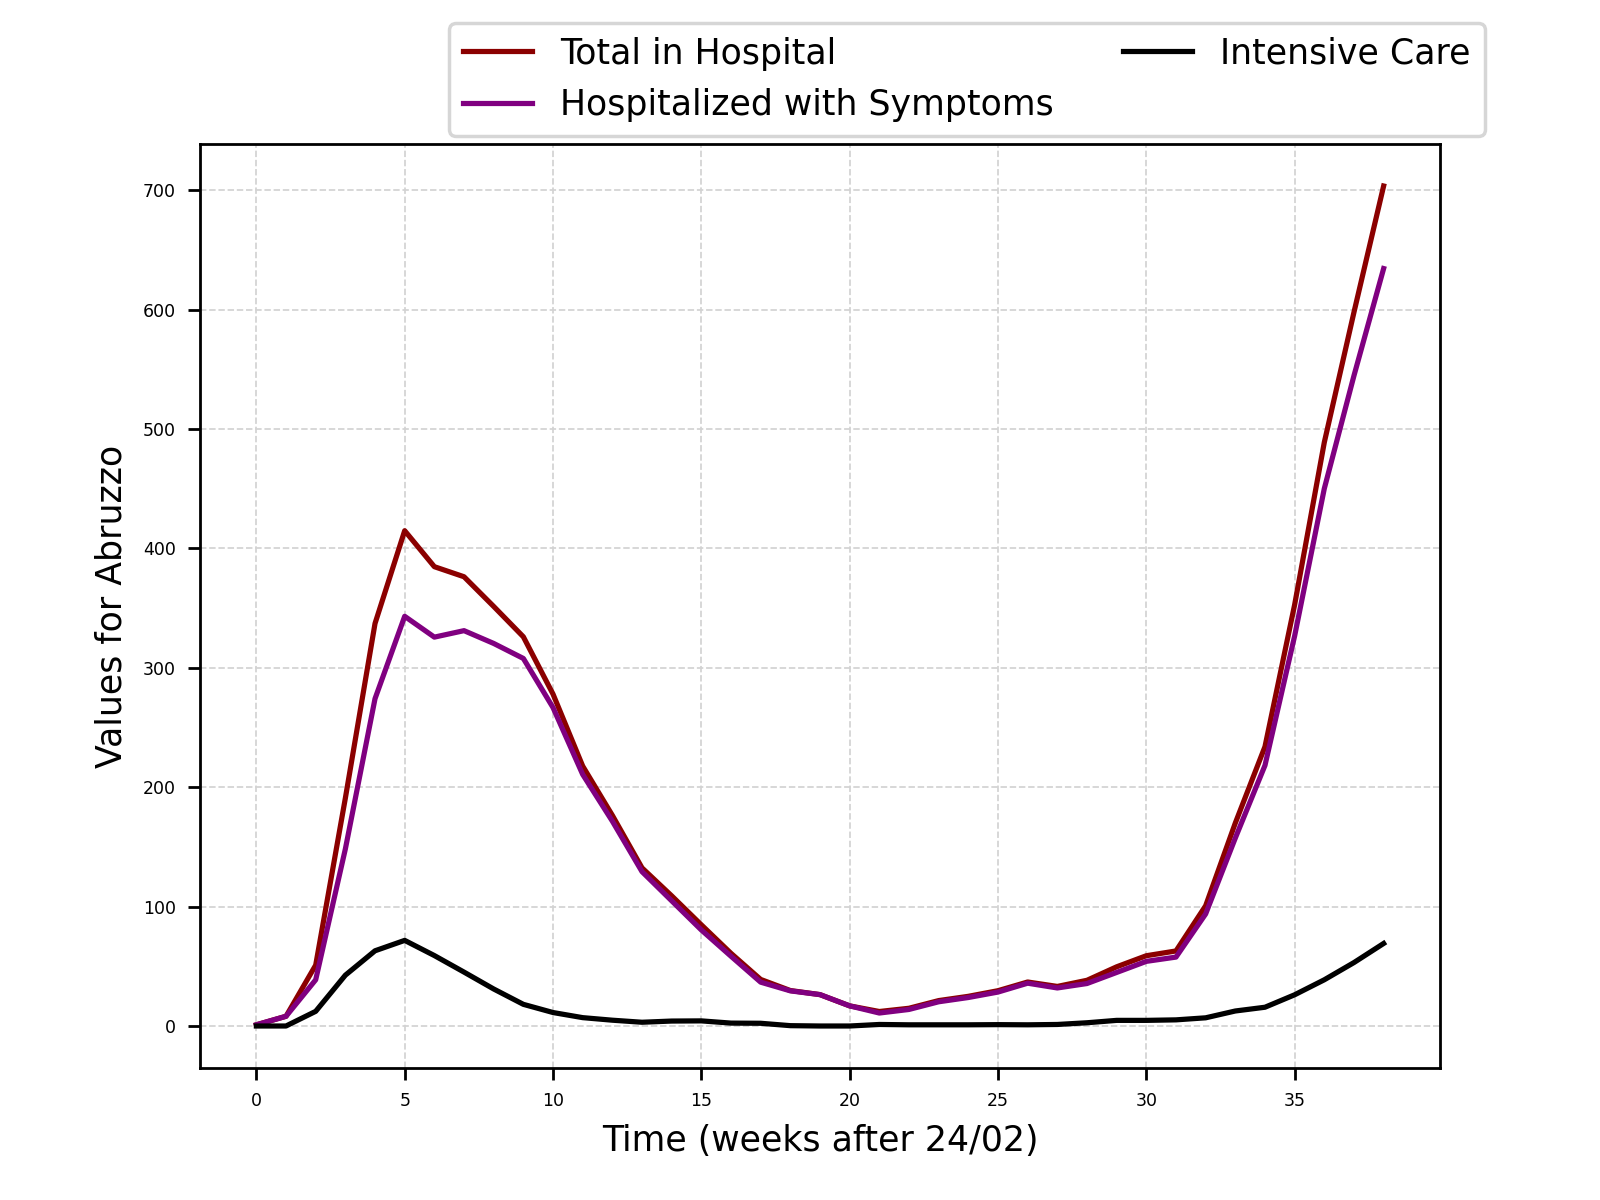 Total in Hospital
Hospitalized with Symptoms
Intensive Care
Values for Abruzzo
700
600
500
400
300
200
100
0
0 5 10 15 20 25 30 35
Time (weeks after 24/02)